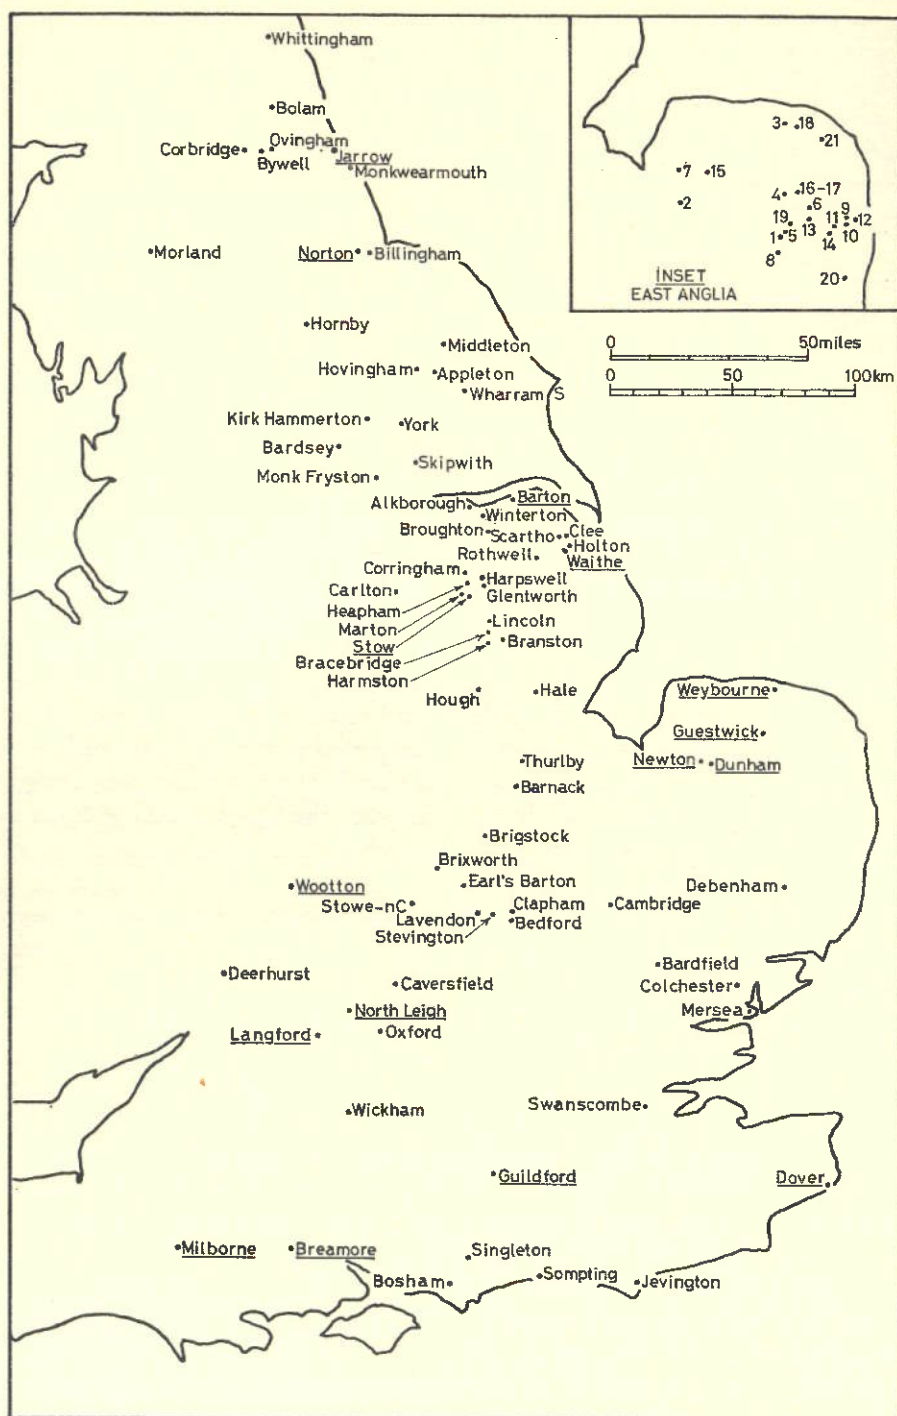 Whittingham
Bolam
Ovingham
Corbridge
Bywell
Jarrow
Monkwearmouth
Morland
Norton
Billingham
Hornby
Middleton
Hovingham
Appleton
Wharram S
Kirk Hammerton
York
Bardsey
Skipwith
Monk Fryston
Alkborough
Barton
Winterton
Broughton
Scartho
Clee
Holton
Rothwell
Waithe
Corringham
Harpswell
Carlton
Glentworth
Heapham
Marton
Lincoln
Stow
Branston
Bracebridge
Harmston
Hough
Hale
Weybourne
Guestwick
Thurlby
Newton
Dunham
Barnack
Brigstock
Brixworth
Wootton
Earl's Barton
Debenham
Stowe-nC
Clapham
Cambridge
Lavendon
Bedford
Stevington
Bardfield
Deerhurst
Caversfield
Colchester
North Leigh
Mersea
Langford
Oxford
Wickham
Swanscombe
Guildford
Dover
Milborne
Breamore
Singleton
Bosham
Sompting
Jevington
3
18
21
7
15
16-17
4
2
6
9
19
11
12
1
5
13
14
10
8
20
INSET
EAST ANGLIA
0
50miles
0
50
100km